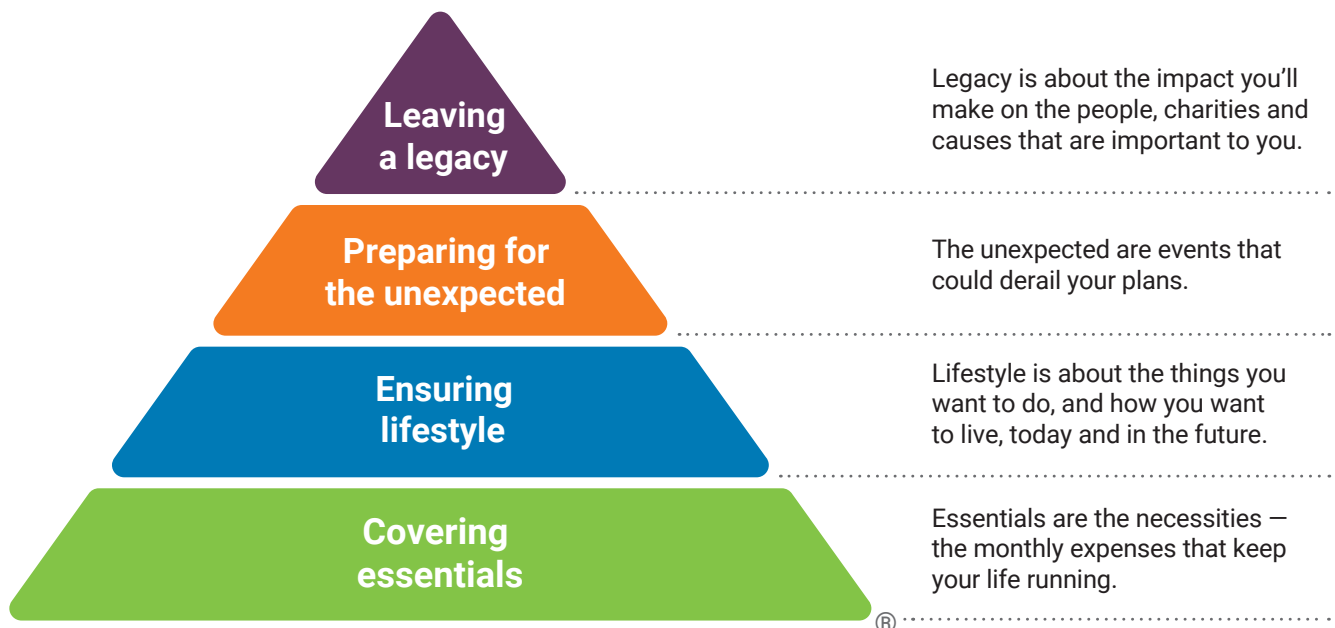 Leaving
a legacy
Legacy is about the impact you’ll
make on the people, charities and
causes that are important to you.
Preparing for
the unexpected
The unexpected are events that
could derail your plans.
Ensuring
lifestyle
Lifestyle is about the things you
want to do, and how you want
to live, today and in the future.
Covering
essentials
Essentials are the necessities —
the monthly expenses that keep
your life running.
®